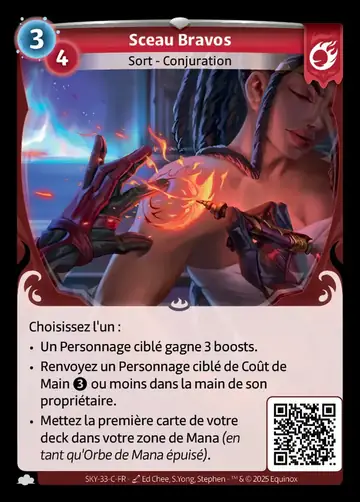 3
4
Sceau Bravos
Sort - Conjuration
Choisissez l'un :
• Un Personnage ciblé gagne 3 boosts.
• Renvoyez un Personnage ciblé de Coût de
Main 3 ou moins dans la main de son
propriétaire.
• Mettez la première carte de votre
deck dans votre zone de Mana (en
tant qu'Orbe de Mana épuisé).
SKY-33-C-FR - Ed Chee, S.Yong, Stephen - ™ & © 2025 Equinox